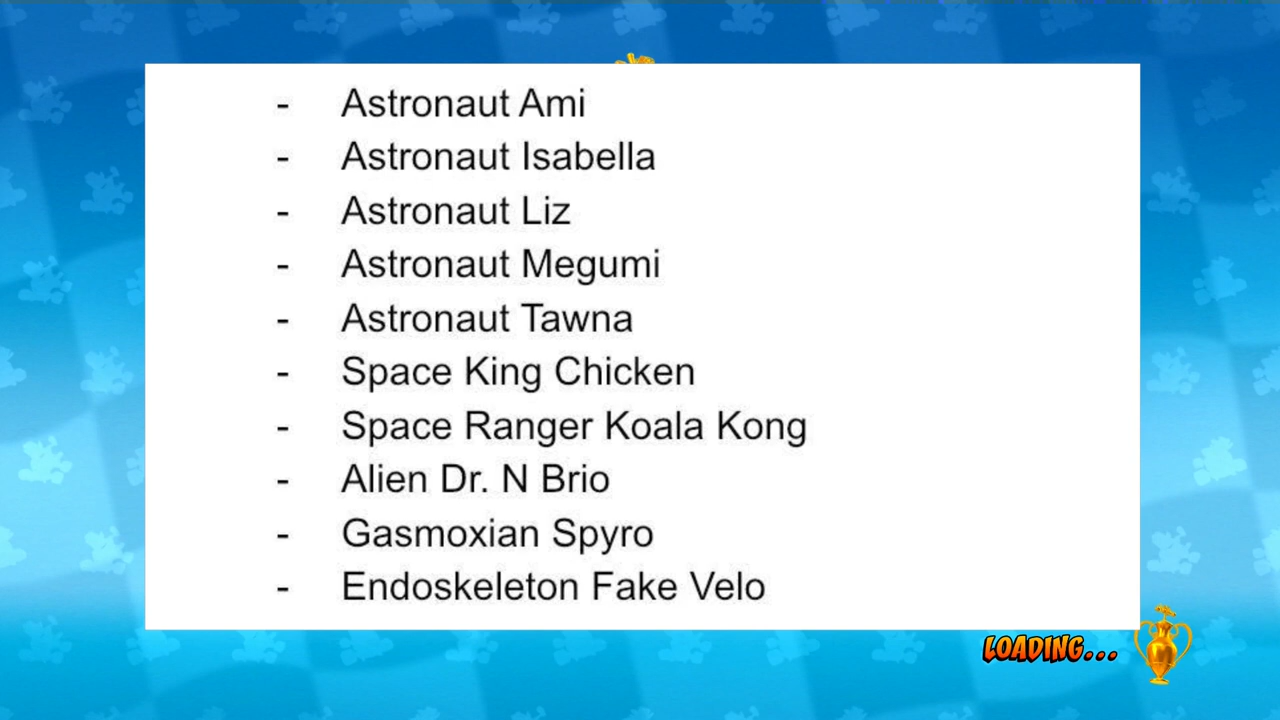 - Astronaut Ami
- Astronaut Isabella
- Astronaut Liz
- Astronaut Megumi
- Astronaut Tawna
- Space King Chicken
- Space Ranger Koala Kong
- Alien Dr. N Brio
- Gasmoxian Spyro
- Endoskeleton Fake Velo
LOADING...